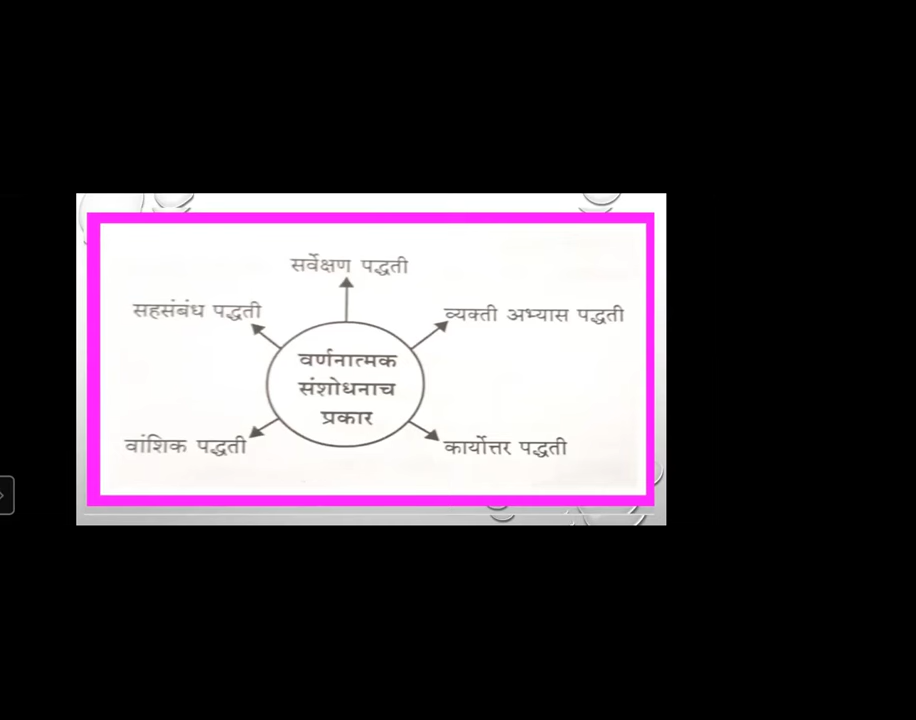 सर्वेक्षण पद्धती
सहसंबंध पद्धती
व्यक्ती अभ्यास पद्धती
वर्णनात्मक
संशोधनाच
प्रकार
वांशिक पद्धती
कार्योत्तर पद्धती